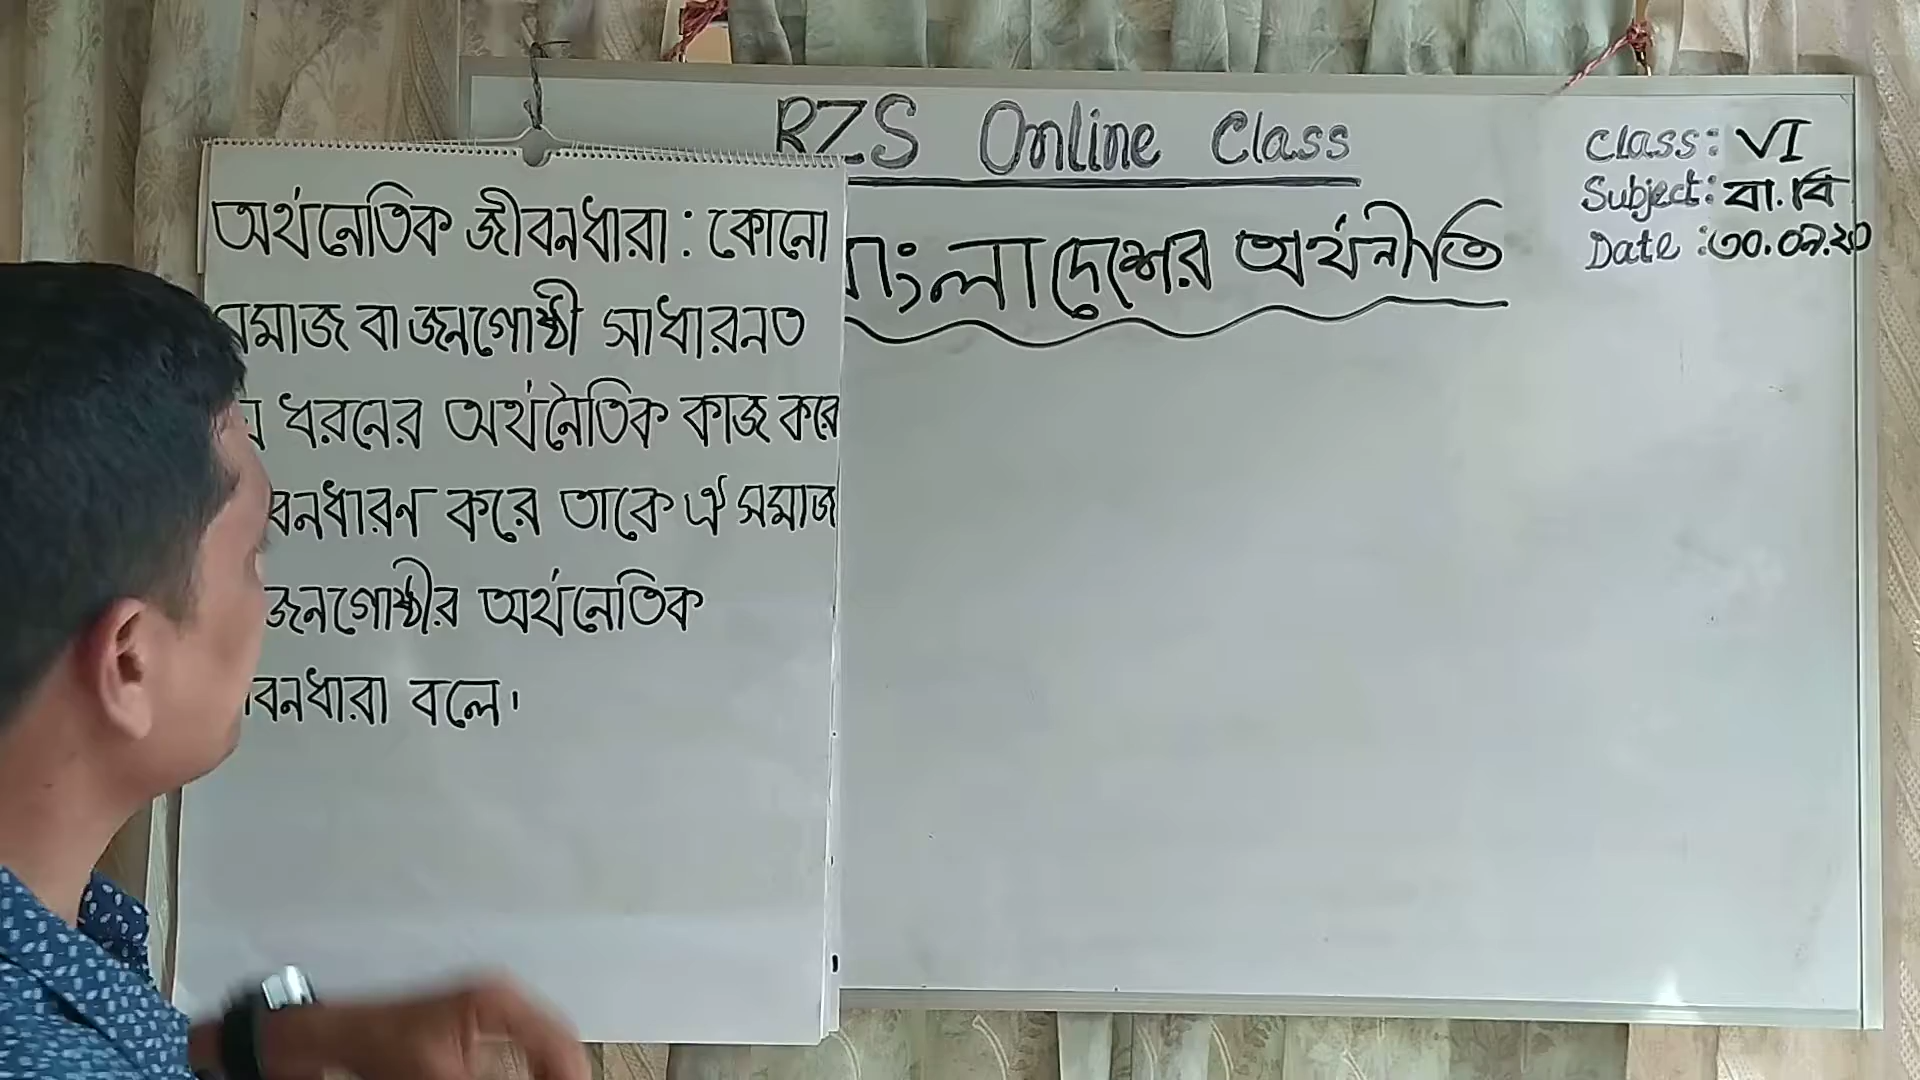 RZS Online Class
Class: VI
Subject: বা.বি
Date: ৩০.০৯.২০
বাংলাদেশের অর্থনীতি
অর্থনৈতিক জীবনধারা : কোনো
সমাজ বা জনগোষ্ঠী সাধারনত
ধরনের অর্থনৈতিক কাজ করে
বনধারন করে তাকে ঐ সমাজ
জনগোষ্ঠীর অর্থনৈতিক
বনধারা বলে।